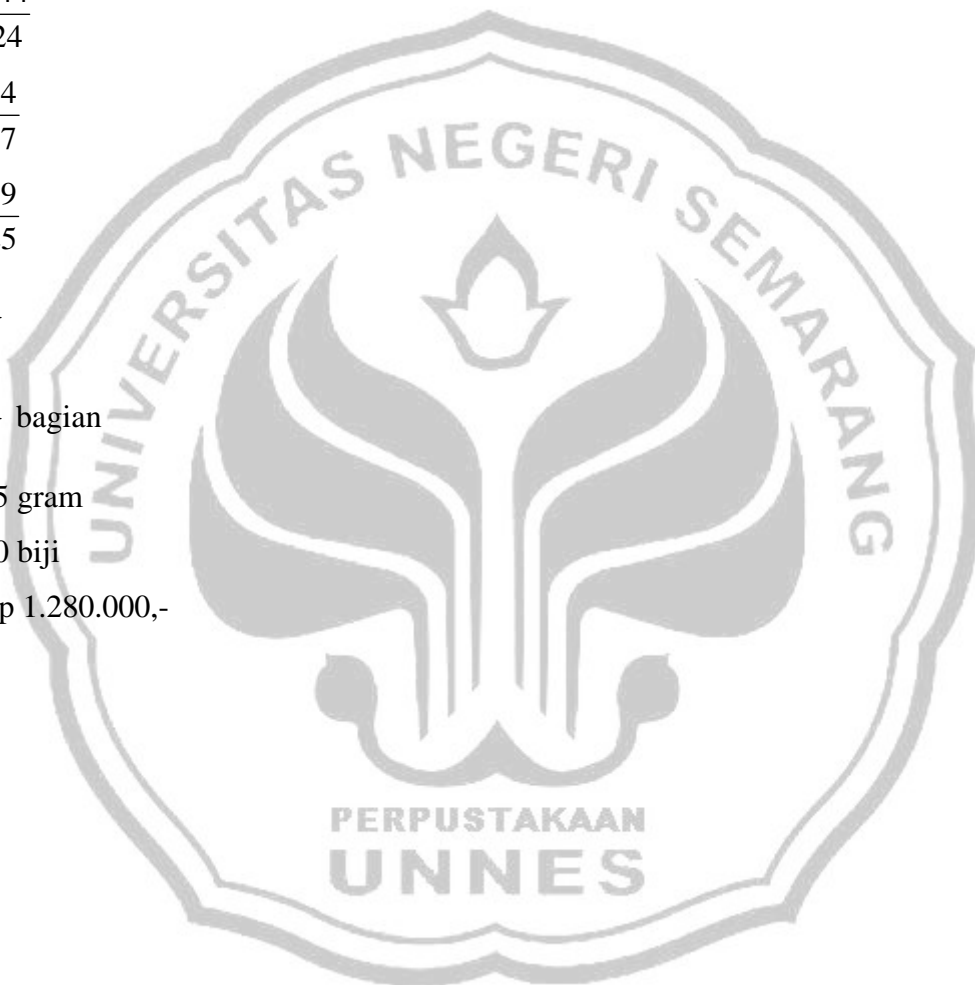 24
4
7
9
5
bagian
5 gram
0 biji
p 1.280.000,-
UNIVERSITAS NEGERI SEMARANG
PERPUSTAKAAN
UNNES